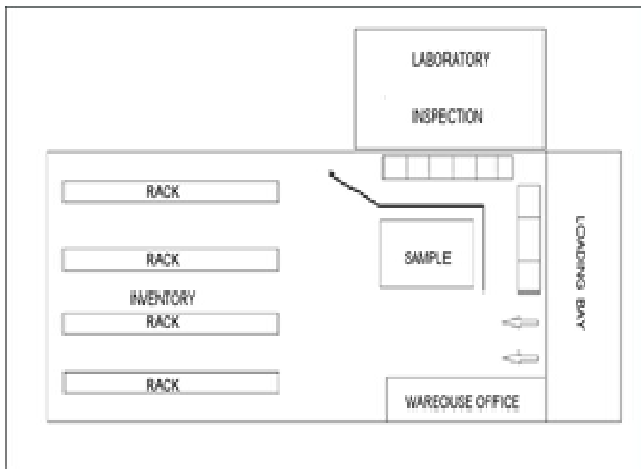 LABORATORY
INSPECTION
RACK
RACK
SAMPLE
INVENTORY
RACK
RACK
WAREOUSE OFFICE
LOADING BAY